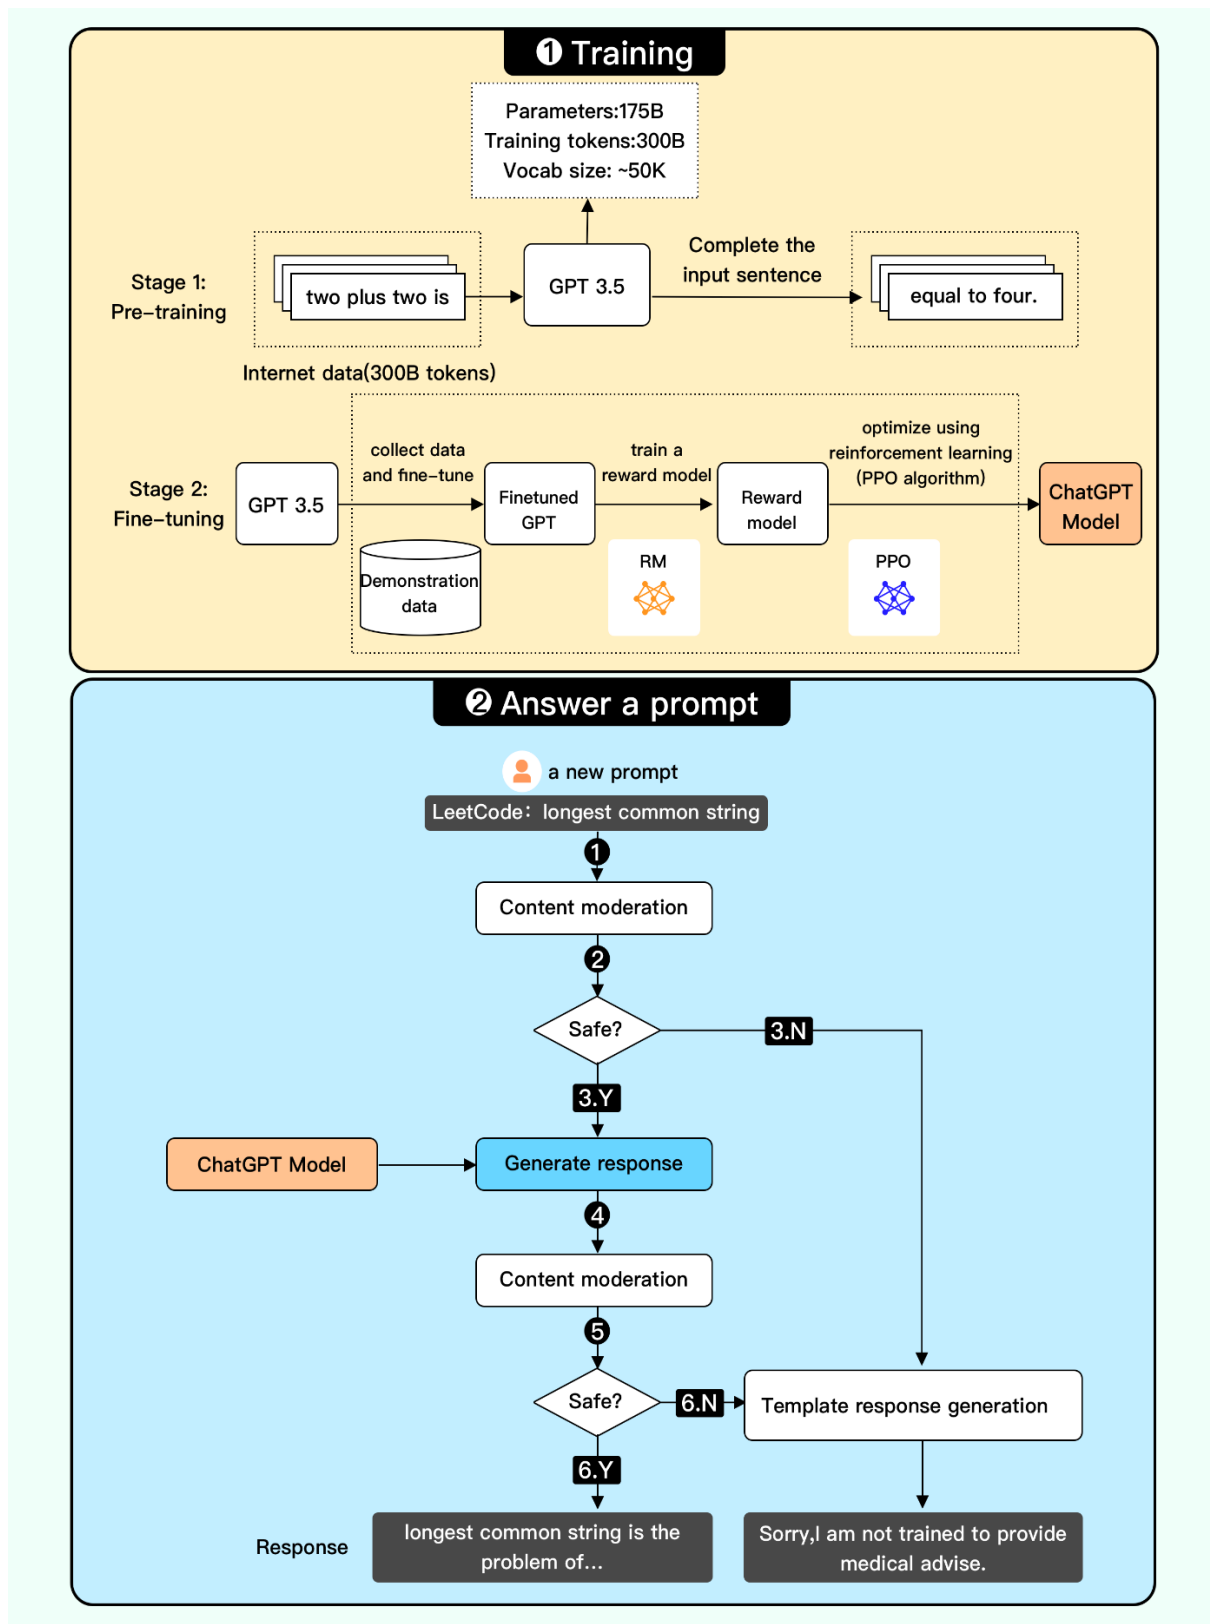 ❶ Training
Parameters:175B
Training tokens:300B
Vocab size: ~50K
Stage 1:
Pre-training
two plus two is
GPT 3.5
Complete the
input sentence
equal to four.
Internet data(300B tokens)
Stage 2:
Fine-tuning
GPT 3.5
collect data
and fine-tune
Demonstration
data
Finetuned
GPT
train a
reward model
RM
Reward
model
optimize using
reinforcement learning
(PPO algorithm)
PPO
ChatGPT
Model
❷ Answer a prompt
a new prompt
LeetCode: longest common string
1
Content moderation
2
Safe?
3.N
3.Y
ChatGPT Model
Generate response
4
Content moderation
5
Safe?
6.N
Template response generation
6.Y
Response
longest common string is the
problem of...
Sorry,I am not trained to provide
medical advise.